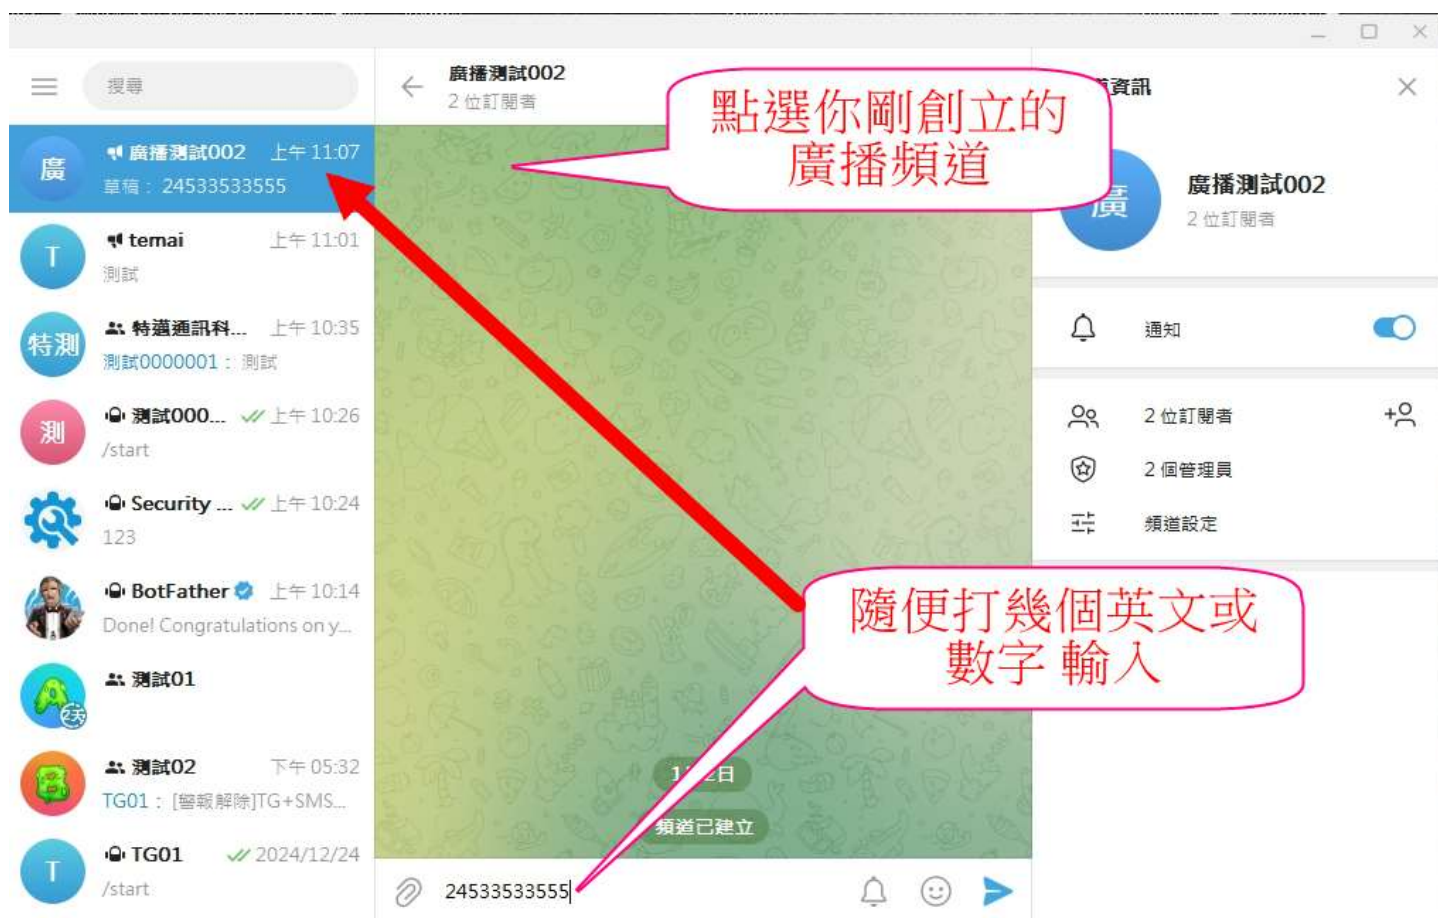 搜尋
廣
廣播測試002 上午 11:07
草稿： 24533533555
T
temai 上午 11:01
測試
特測
特邁通訊科... 上午 10:35
測試0000001： 測試
測
測試000... 上午 10:26
/start
Security ... 上午 10:24
123
BotFather 上午 10:14
Done! Congratulations on y...
測試01
2天
測試02 下午 05:32
TG01： [警報解除]TG+SMS...
T
TG01 2024/12/24
/start
廣播測試002
2 位訂閱者
點選你剛創立的
廣播頻道
隨便打幾個英文或
數字 輸入
頻道已建立
24533533555
資訊
廣
廣播測試002
2 位訂閱者
通知
2 位訂閱者
2 個管理員
頻道設定